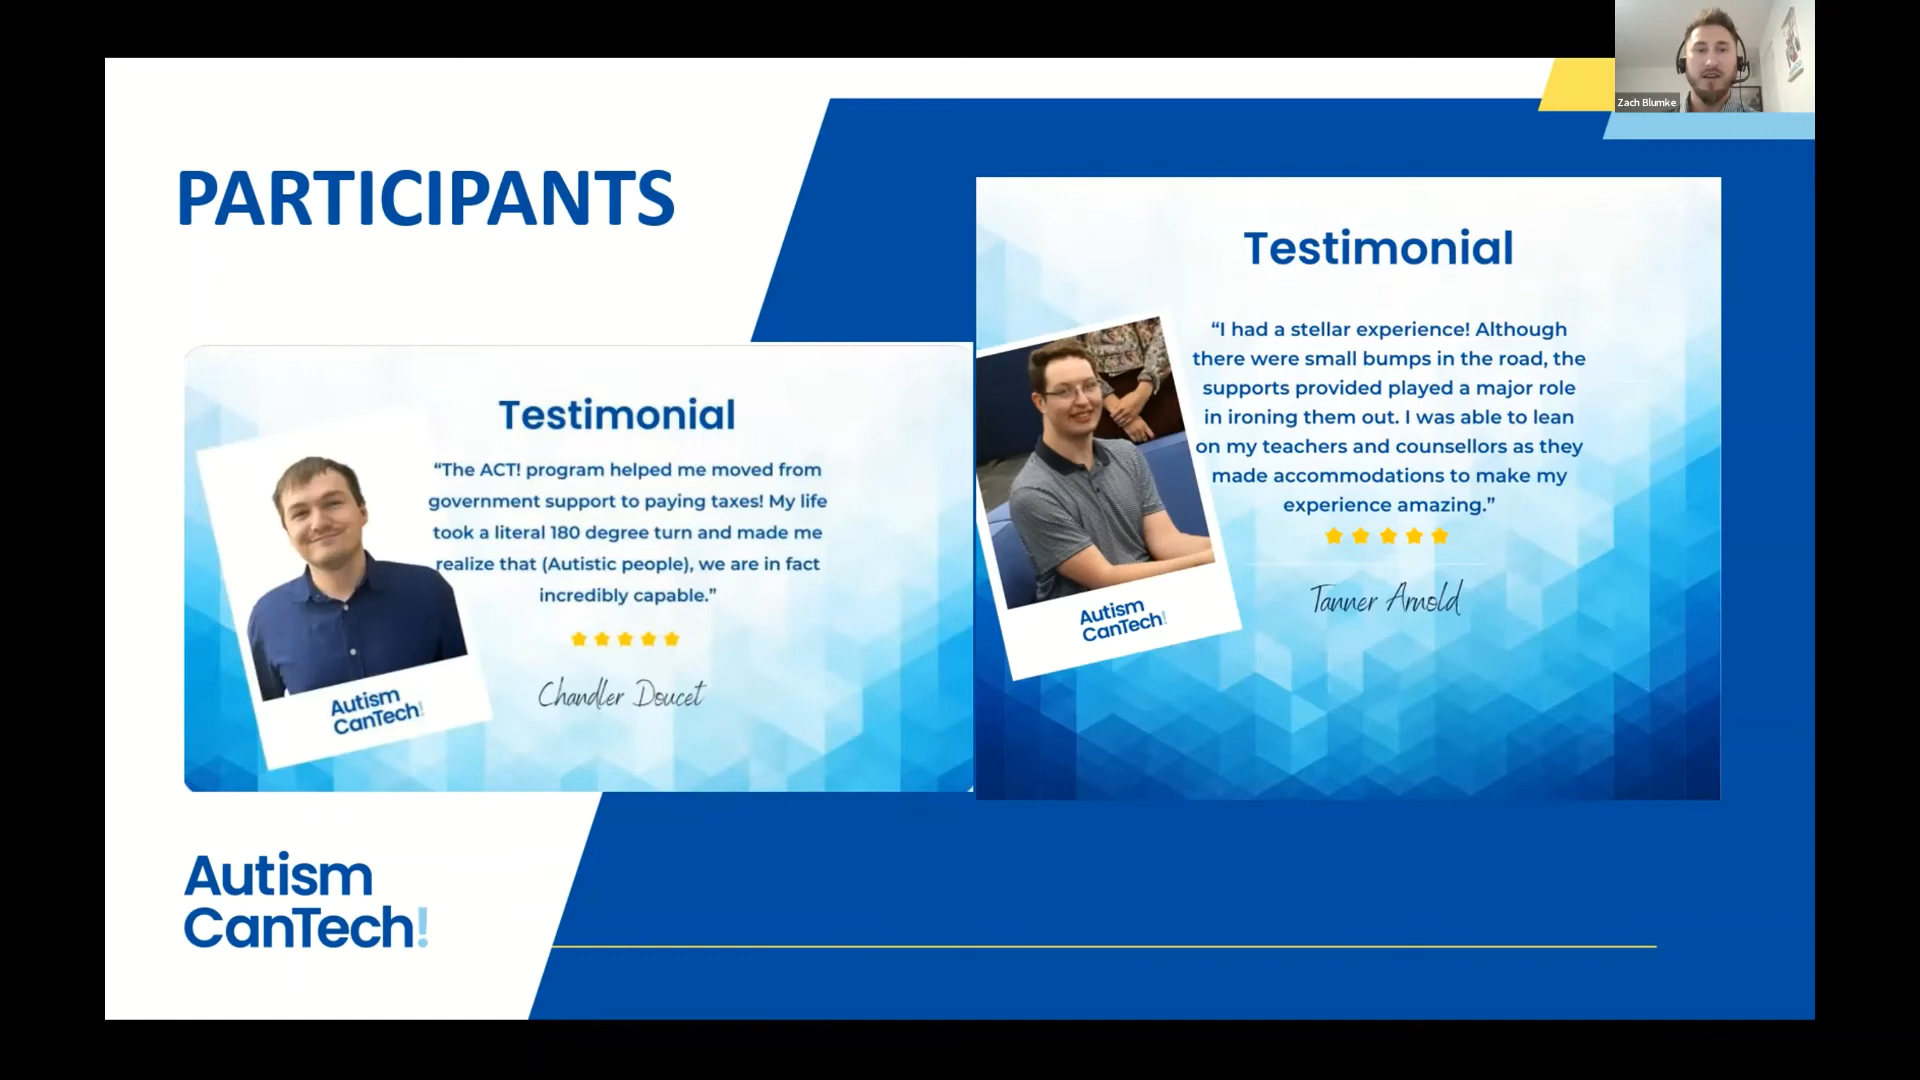 Zach Blumke
PARTICIPANTS
Testimonial
“The ACT! program helped me moved from
government support to paying taxes! My life
took a literal 180 degree turn and made me
realize that (Autistic people), we are in fact
incredibly capable.”
Chandler Doucet
Autism
CanTech!
Testimonial
“I had a stellar experience! Although
there were small bumps in the road, the
supports provided played a major role
in ironing them out. I was able to lean
on my teachers and counsellors as they
made accommodations to make my
experience amazing.”
Tanner Arnold
Autism
CanTech!
Autism
CanTech!